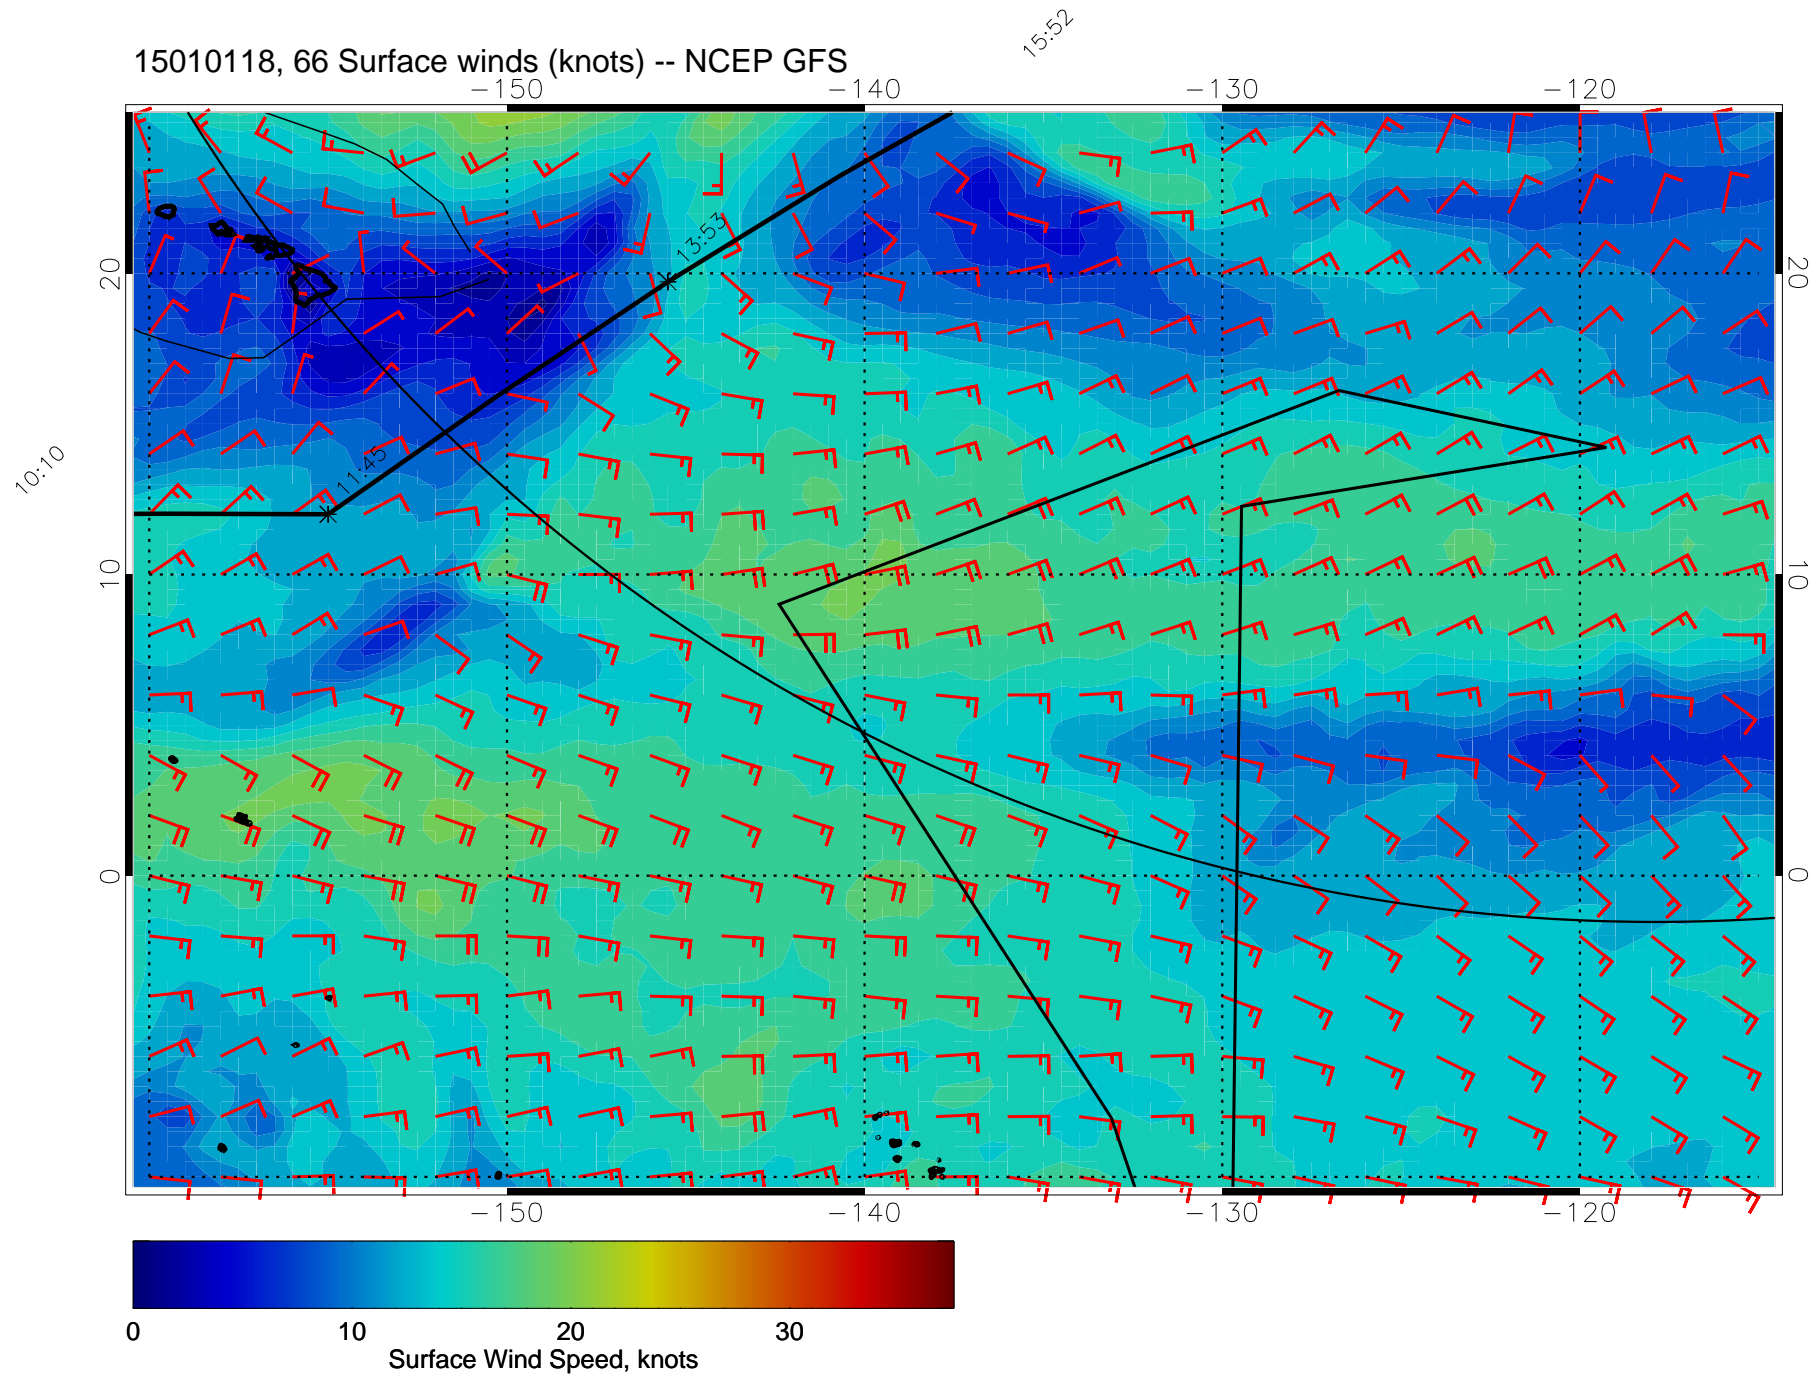 15:52
15010118, 66 Surface winds (knots) -- NCEP GFS
−150 −140 −130 −120
13:53
20 20
10:10
11:45
10 10
0 0
−150 −140 −130 −120
0 10 20 30
Surface Wind Speed, knots